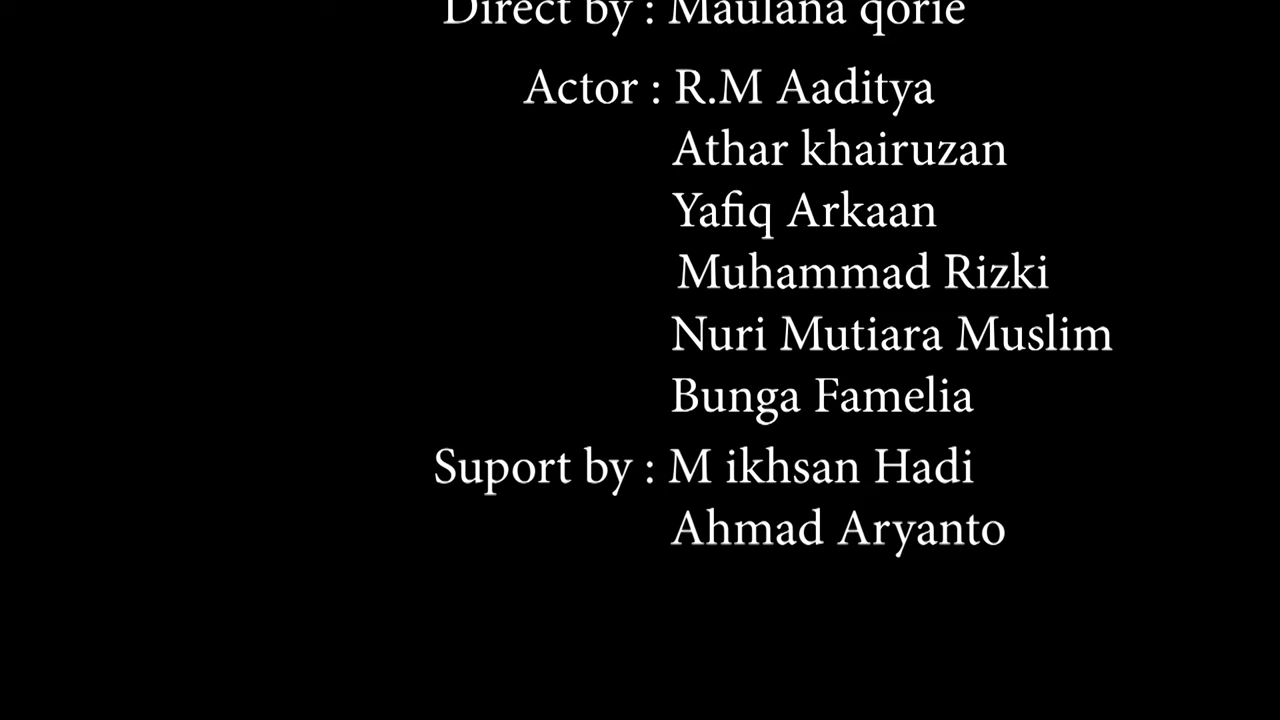 Direct by : Maulana qorie
Actor : R.M Aaditya
Athar khairuzan
Yafiq Arkaan
Muhammad Rizki
Nuri Mutiara Muslim
Bunga Famelia
Suport by : M ikhsan Hadi
Ahmad Aryanto